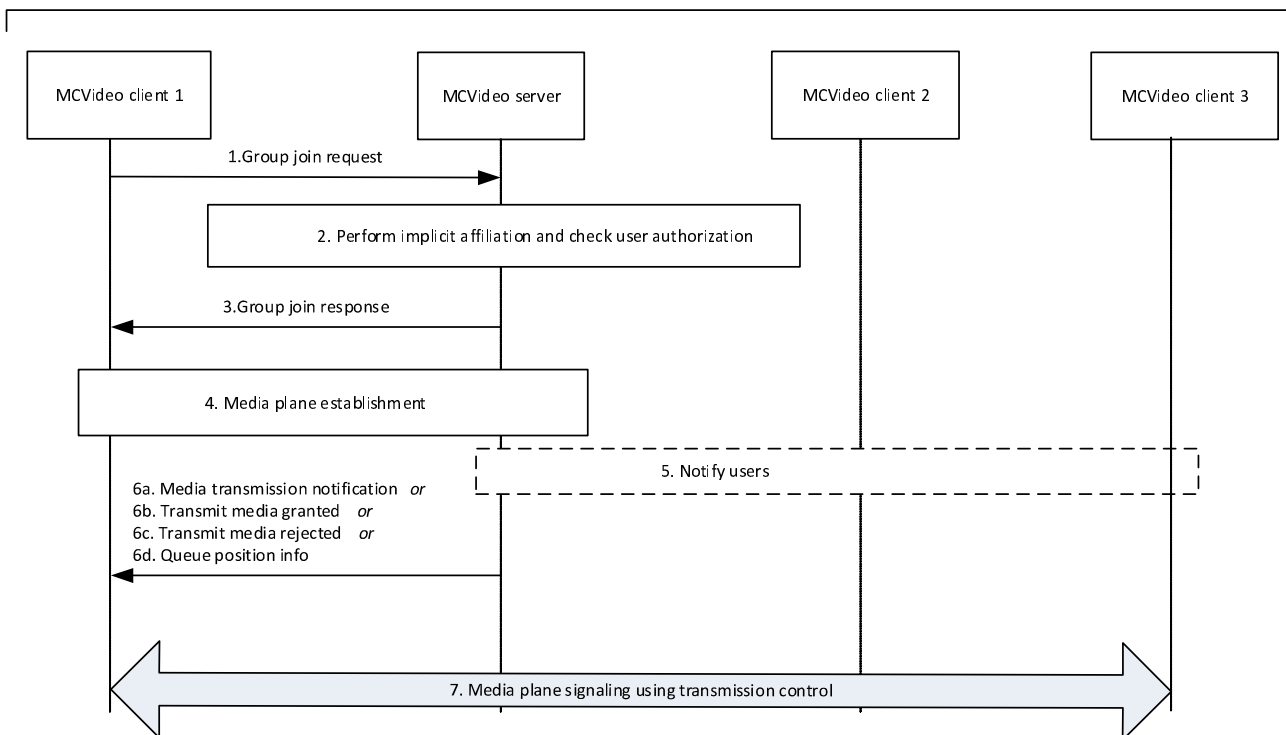 MCVideo client 1
MCVideo server
MCVideo client 2
MCVideo client 3
1.Group join request
2. Perform implicit affiliation and check user authorization
3.Group join response
4. Media plane establishment
5. Notify users
6a. Media transmission notification or
6b. Transmit media granted or
6c. Transmit media rejected or
6d. Queue position info
7. Media plane signaling using transmission control